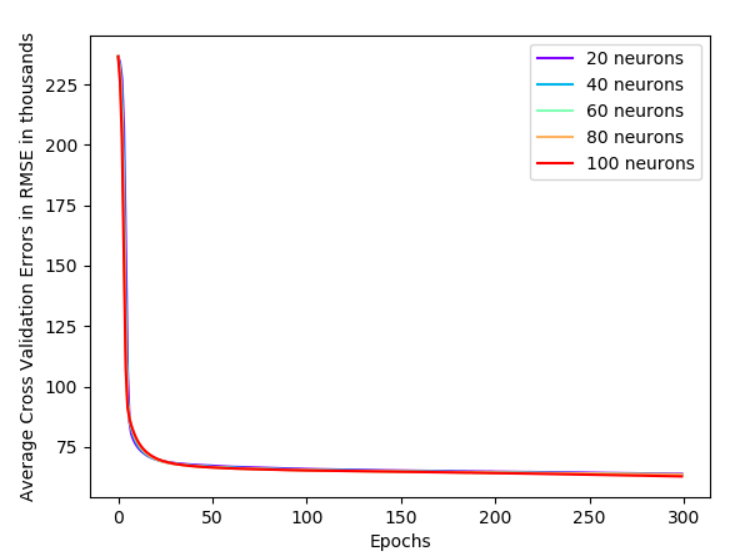 Average Cross Validation Errors in RMSE in thousands
225
200
175
150
125
100
75
20 neurons
40 neurons
60 neurons
80 neurons
100 neurons
0 50 100 150 200 250 300
Epochs